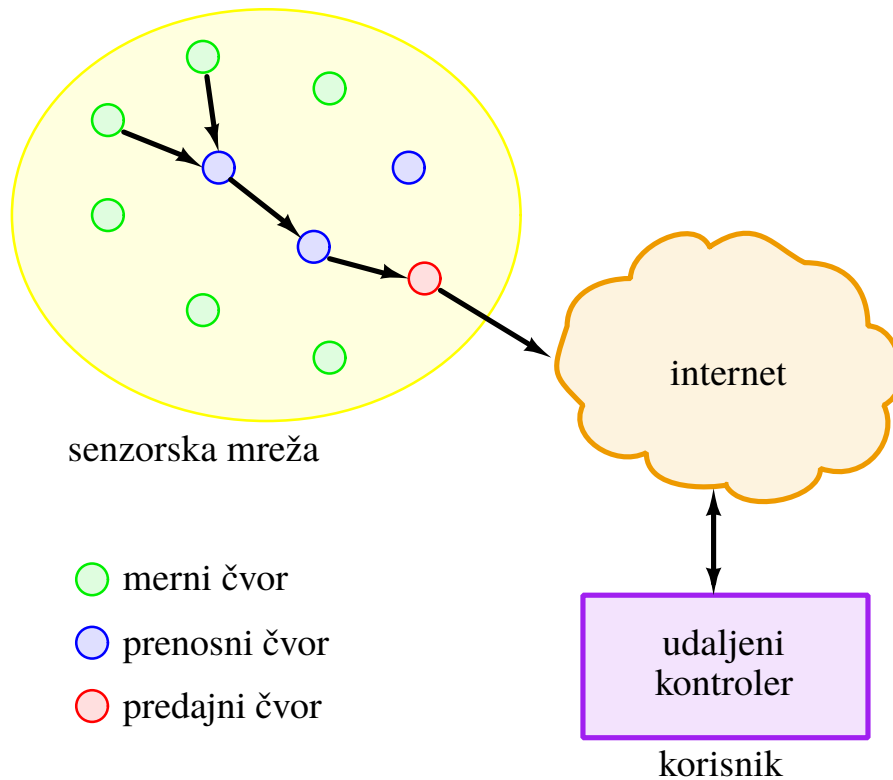 internet
senzorska mreža
merni čvor
prenosni čvor
predajni čvor
udaljeni
kontroler
korisnik